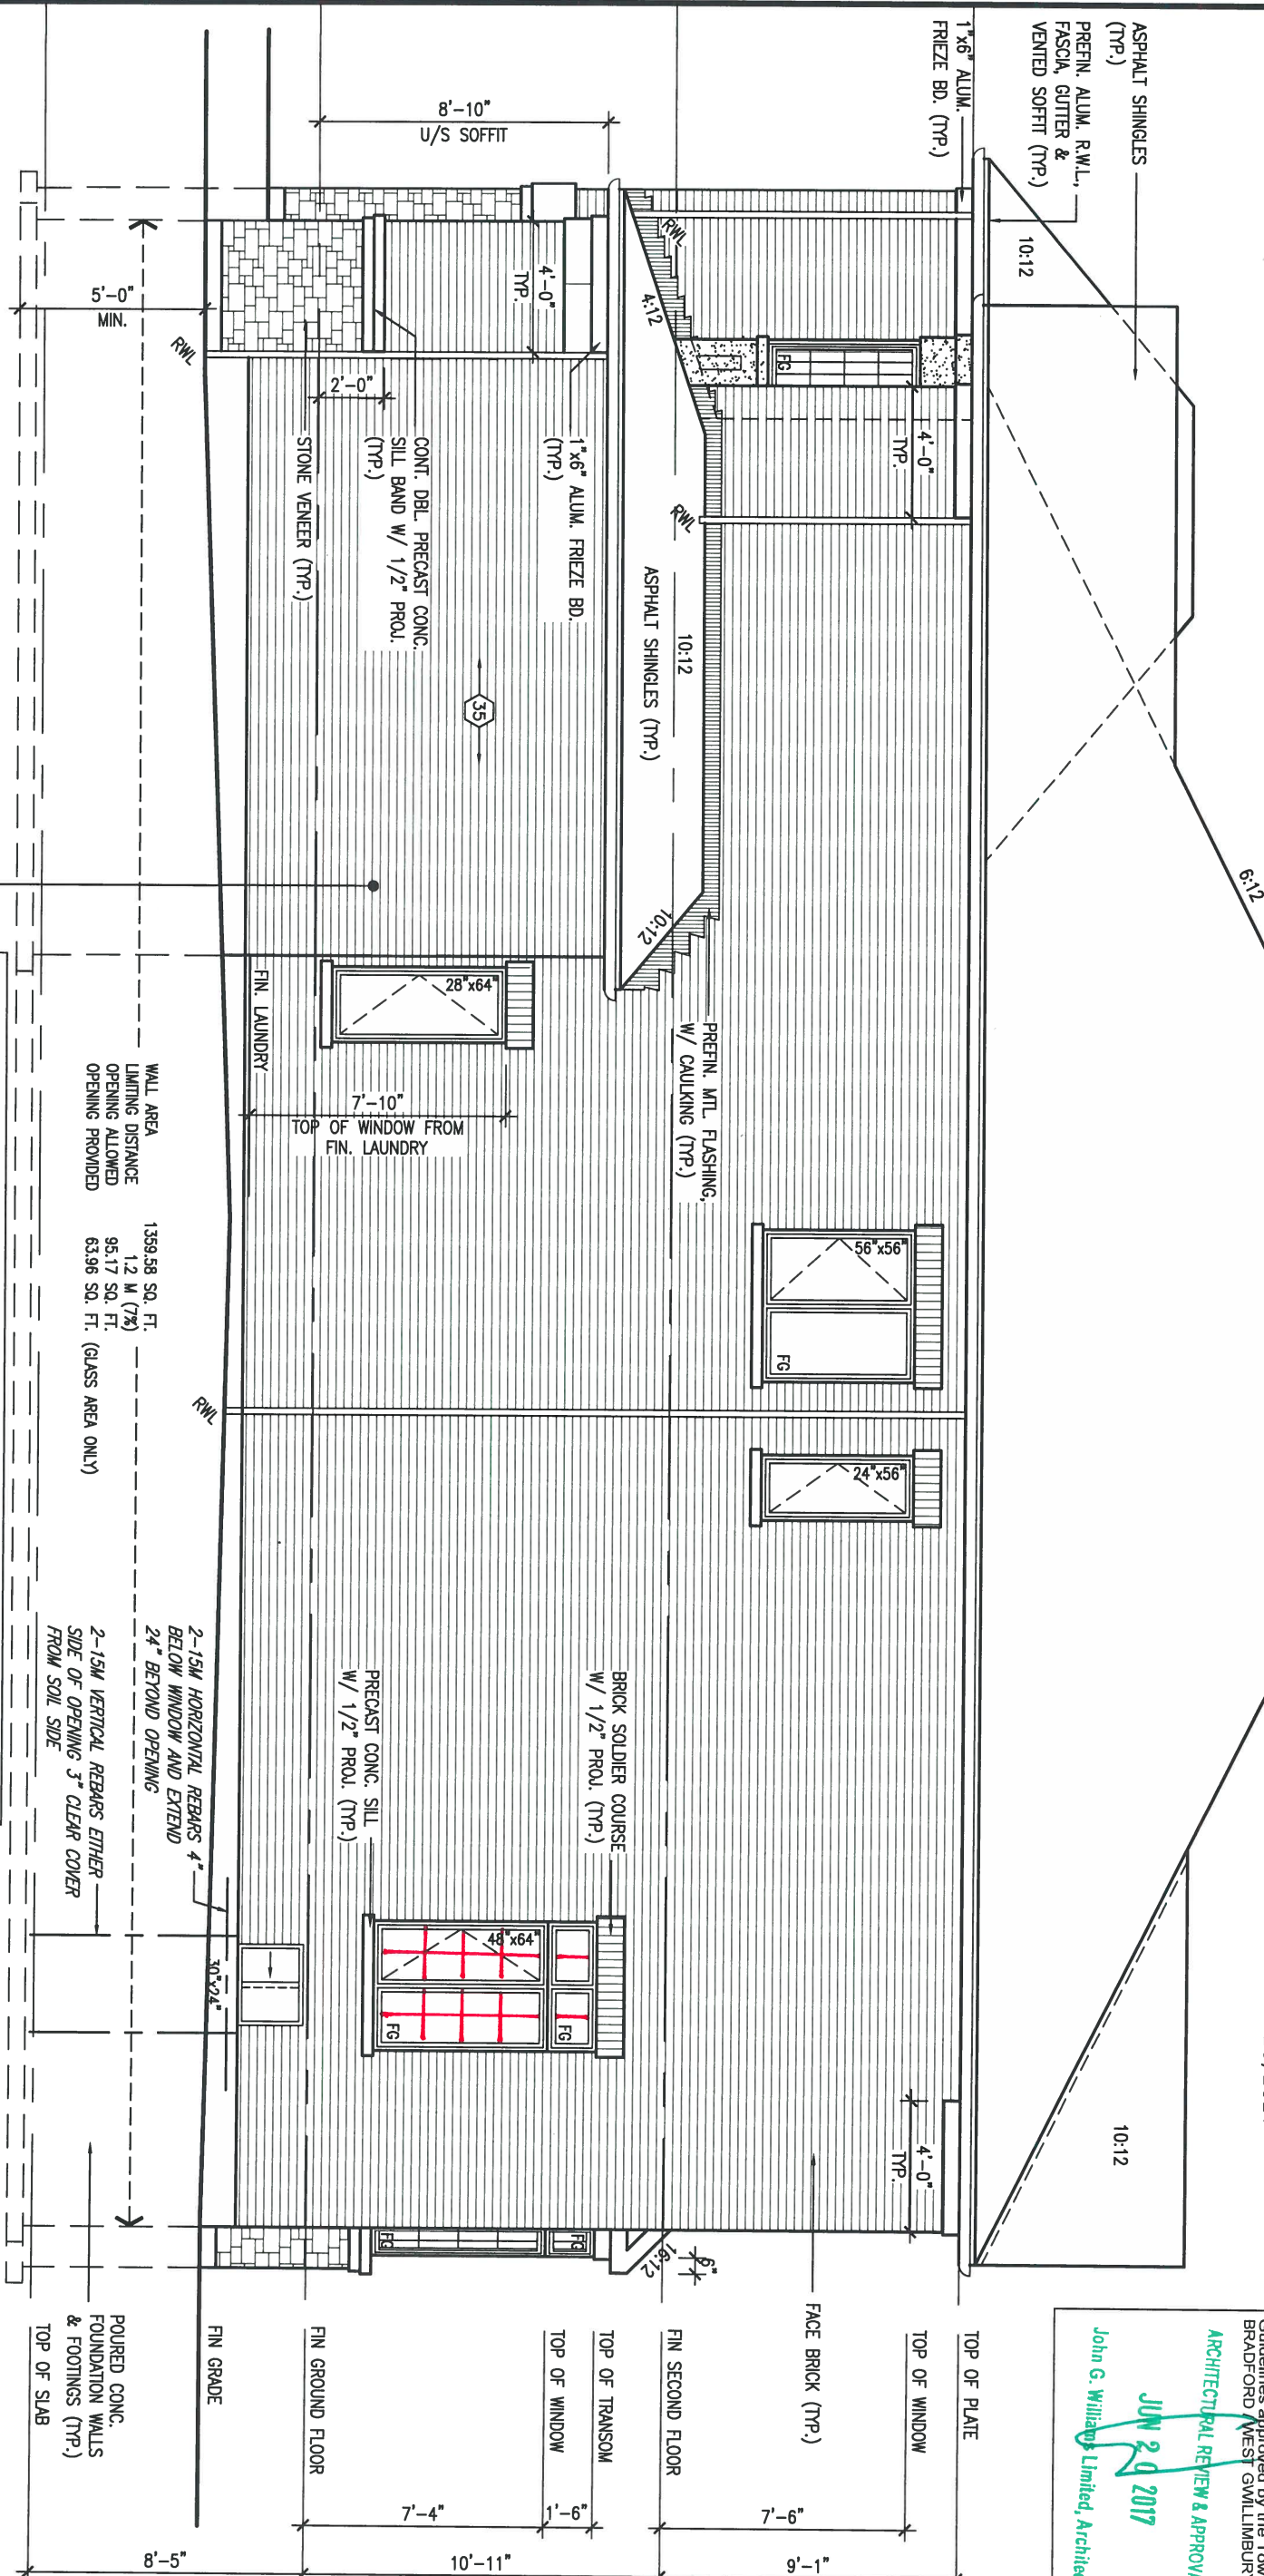 ASPHALT SHINGLES
(TYP.)
PREFIN. ALUM. R.W.L.,
FASCIA, GUTTER &
VENTED SOFFIT (TYP.)
1"x6" ALUM.
FRIEZE BD. (TYP.)
10:12
6:12
10:12
8'-10"
U/S SOFFIT
RWL
4:12
FG
4'-0"
TYP.
RWL
4'-0"
TYP.
10:12
ASPHALT SHINGLES (TYP.)
10:12
PREFIN. MTL. FLASHING,
W/ CAULKING (TYP.)
1"x6" ALUM. FRIEZE BD.
(TYP.)
CONT. DBL. PRECAST CONC.
SILL BAND W/ 1/2" PROJ.
(TYP.)
STONE VENEER (TYP.)
2'-0"
35
5'-0"
MIN.
RWL
FIN. LAUNDRY
28"x64"
7'-10"
TOP OF WINDOW FROM
FIN. LAUNDRY
56"x56"
FG
24"x56"
RWL
WALL AREA 1359.58 SQ. FT.
LIMITING DISTANCE 1.2 M (7%)
OPENING ALLOWED 95.17 SQ. FT.
OPENING PROVIDED 63.96 SQ. FT. (GLASS AREA ONLY)
BRICK SOLDIER COURSE
W/ 1/2" PROJ. (TYP.)
PRECAST CONC. SILL
W/ 1/2" PROJ. (TYP.)
48"x64"
FG
FG
2-15M HORIZONTAL REBARS 4"
BELOW WINDOW AND EXTEND
24" BEYOND OPENING
2-15M VERTICAL REBARS EITHER
SIDE OF OPENING 3" CLEAR COVER
FROM SOIL SIDE
30"x24"
4'-0"
TYP.
FG
FG
16:12
6"
FACE BRICK (TYP.)
TOP OF PLATE
TOP OF WINDOW
FIN SECOND FLOOR
TOP OF TRANSOM
TOP OF WINDOW
FIN GROUND FLOOR
FIN GRADE
POURED CONC.
FOUNDATION WALLS
& FOOTINGS (TYP.)
TOP OF SLAB
7'-6"
9'-1"
1'-6"
7'-4"
10'-11"
8'-5"
Guidelines approved by the
BRADFORD / WEST GWILLIMBUR
ARCHITECTURAL REVIEW & APPROV
JUN 20 2017
John G. Williams Limited, Archite